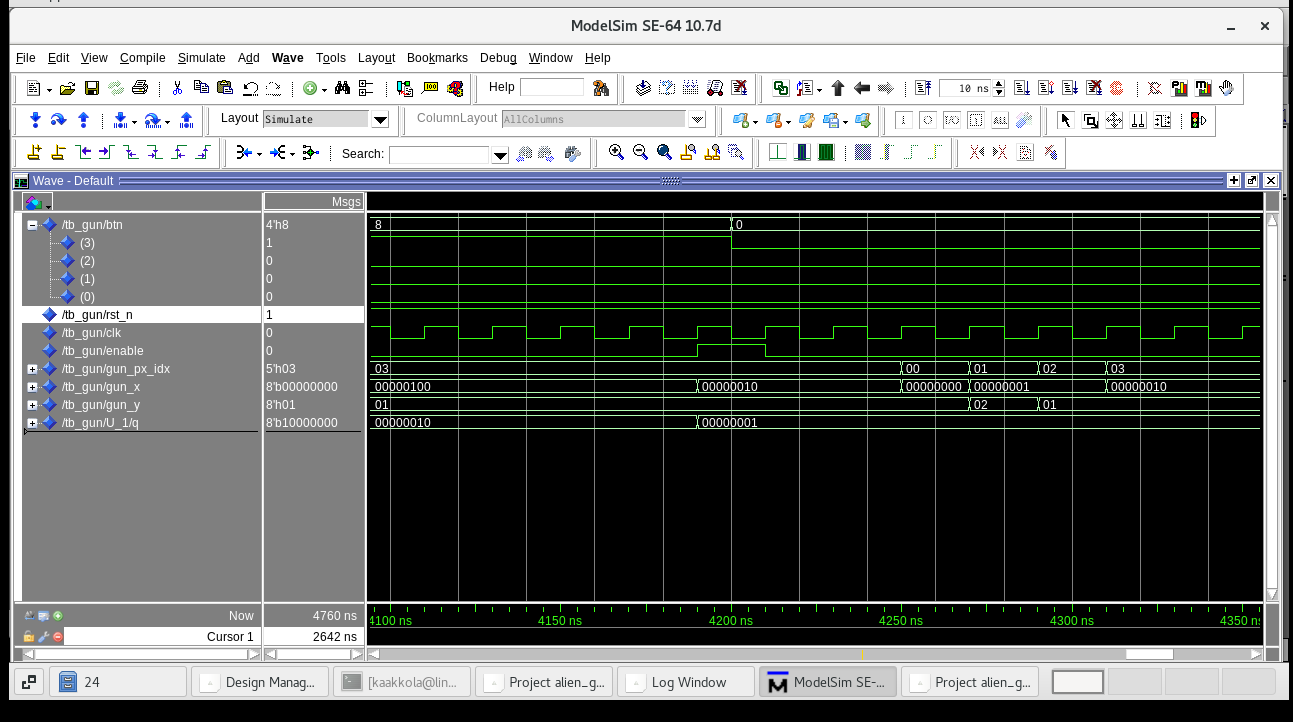 ModelSim SE-64 10.7d
File Edit View Compile Simulate Add Wave Tools Layout Bookmarks Debug Window Help
Help 10 ns
Layout Simulate ColumnLayout AllColumns ALL
Search:
Wave - Default
Msgs
/tb_gun/btn 4'h8 8 0
(3) 1
(2) 0
(1) 0
(0) 0
/tb_gun/rst_n 1
/tb_gun/clk 0
/tb_gun/enable 0
/tb_gun/gun_px_idx 5'h03 03 00 01 02 03
/tb_gun/gun_x 8'b00000000 00000100 00000010 00000000 00000001 00000010
/tb_gun/gun_y 8'h01 01 02 01
/tb_gun/U_1/q 8'b10000000 00000010 00000001
Now 4760 ns 4100 ns 4150 ns 4200 ns 4250 ns 4300 ns 4350 ns
Cursor 1 2642 ns
24 Design Manag... [kaakkola@lin... Project alien_g... Log Window M ModelSim SE-... Project alien_g...